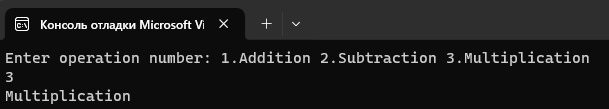 Консоль отладки Microsoft Vi
Enter operation number: 1.Addition 2.Subtraction 3.Multiplication
3
Multiplication